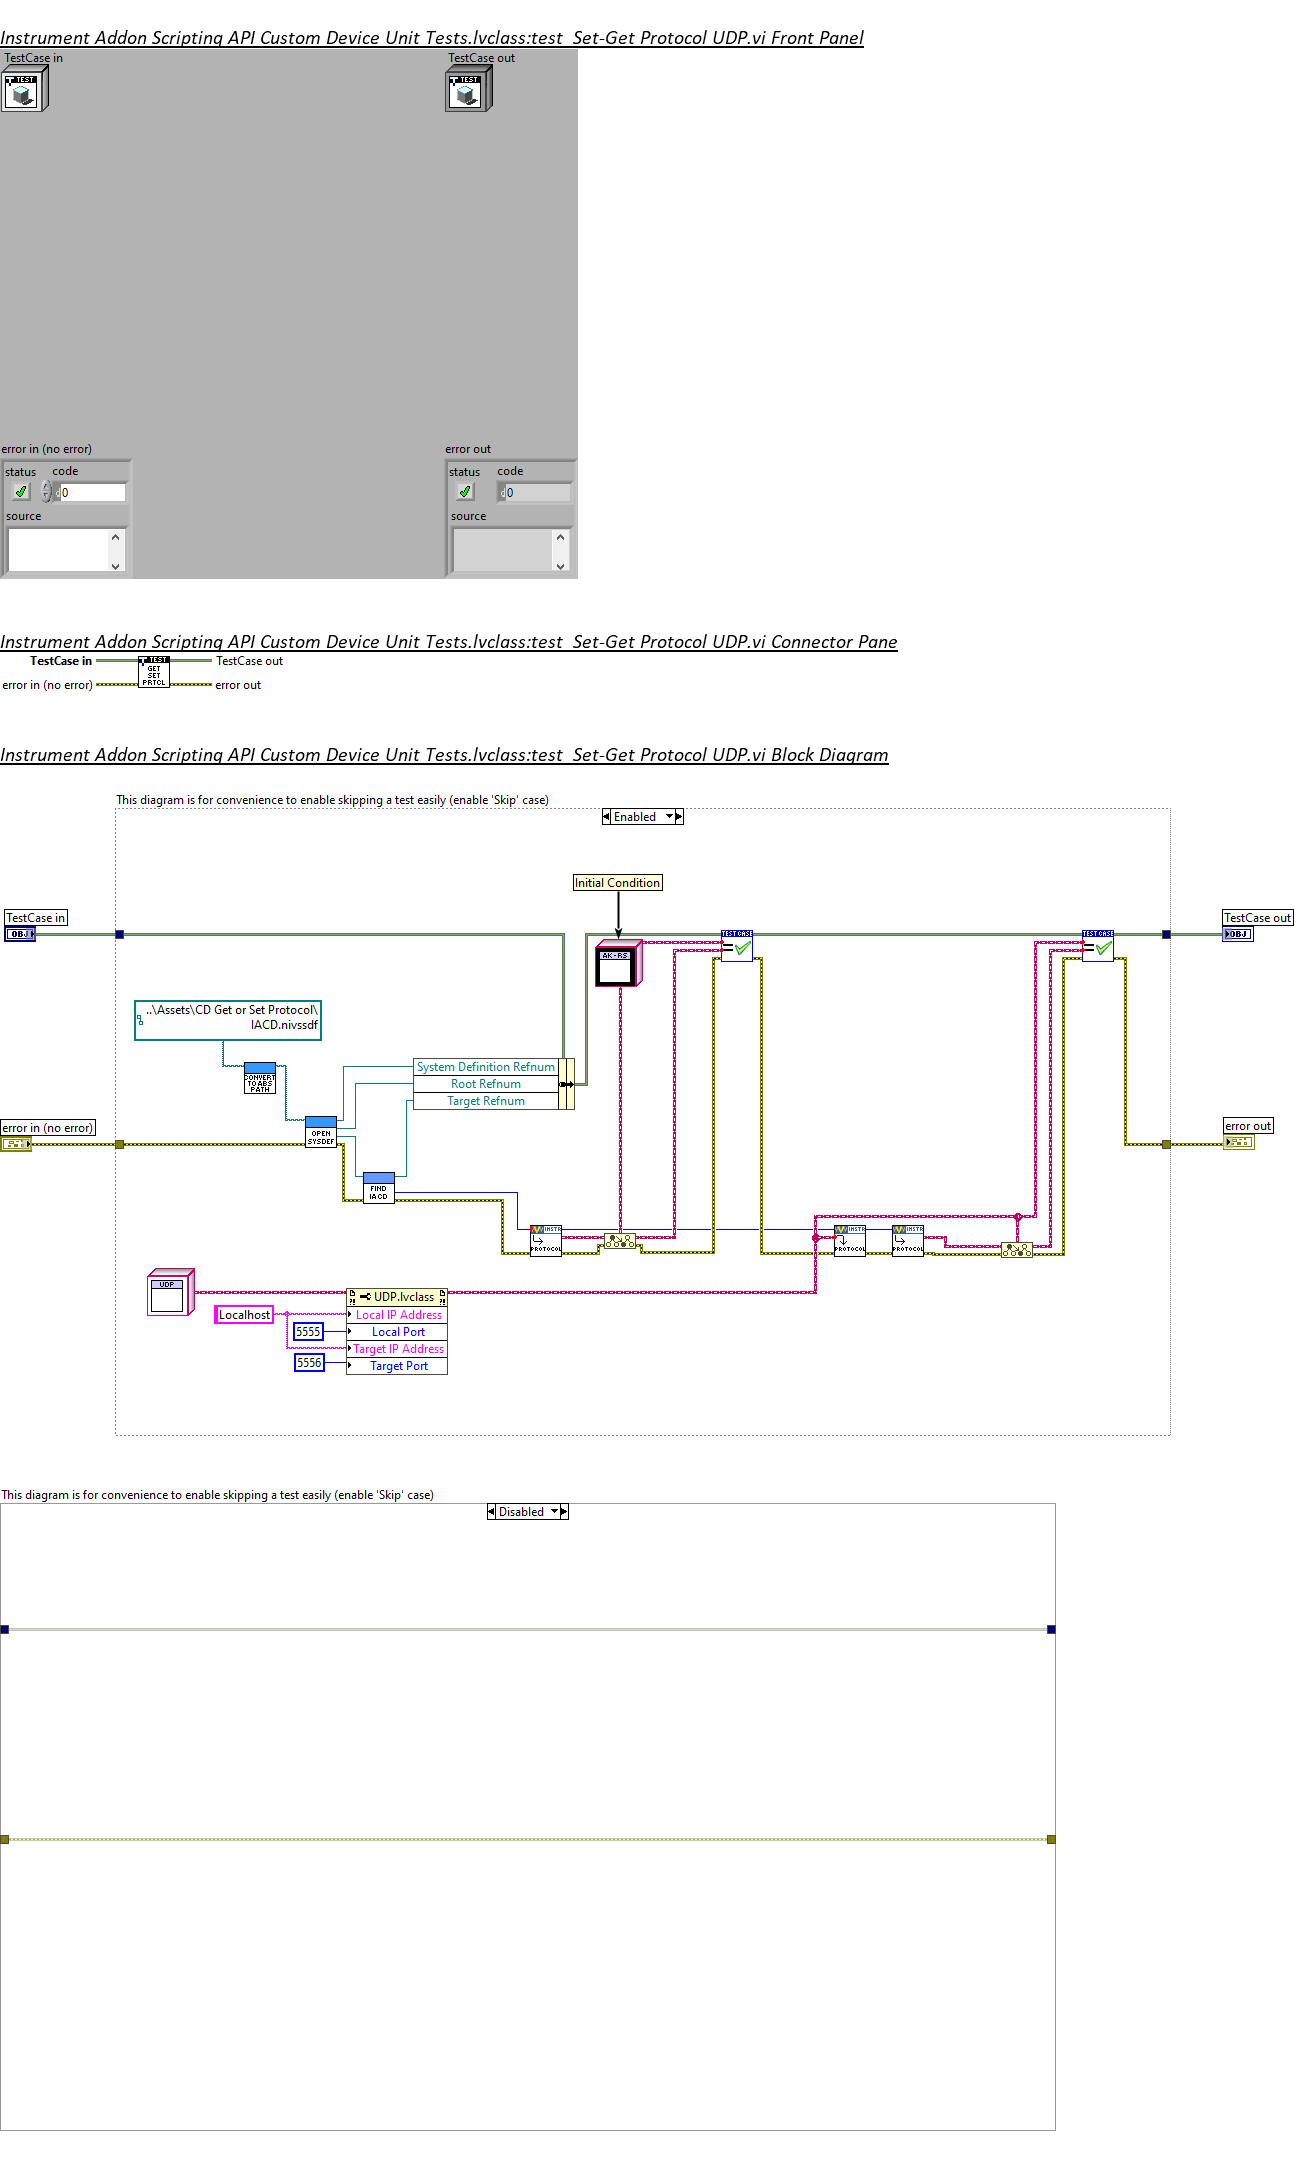 Instrument Addon Scripting API Custom Device Unit Tests.lvclass:test  Set-Get Protocol UDP.vi Front Panel
TestCase in
TestCase out
TEST
TEST
error in (no error)
error out
status
code
status
code
d
0
d
0
source
source
Instrument Addon Scripting API Custom Device Unit Tests.lvclass:test  Set-Get Protocol UDP.vi Connector Pane
TestCase in
TEST
GET
SET
PRTCL
TestCase out
error in (no error)
error out
Instrument Addon Scripting API Custom Device Unit Tests.lvclass:test  Set-Get Protocol UDP.vi Block Diagram
This diagram is for convenience to enable skipping a test easily (enable 'Skip' case)
Enabled
Initial Condition
TestCase in
OBJ
TestCase out
OBJ
TESTCASE
TESTCASE
AK-RS
..\Assets\CD Get or Set Protocol\
IACD.nivssdf
CONVERT
TO ABS
PATH
System Definition Refnum
Root Refnum
Target Refnum
error in (no error)
OPEN
SYSDEF
error out
FIND
IACD
INSTR
PROTOCOL
INSTR
PROTOCOL
INSTR
PROTOCOL
UDP
UDP.lvclass
Localhost
Local IP Address
5555
Local Port
Target IP Address
5556
Target Port
This diagram is for convenience to enable skipping a test easily (enable 'Skip' case)
Disabled